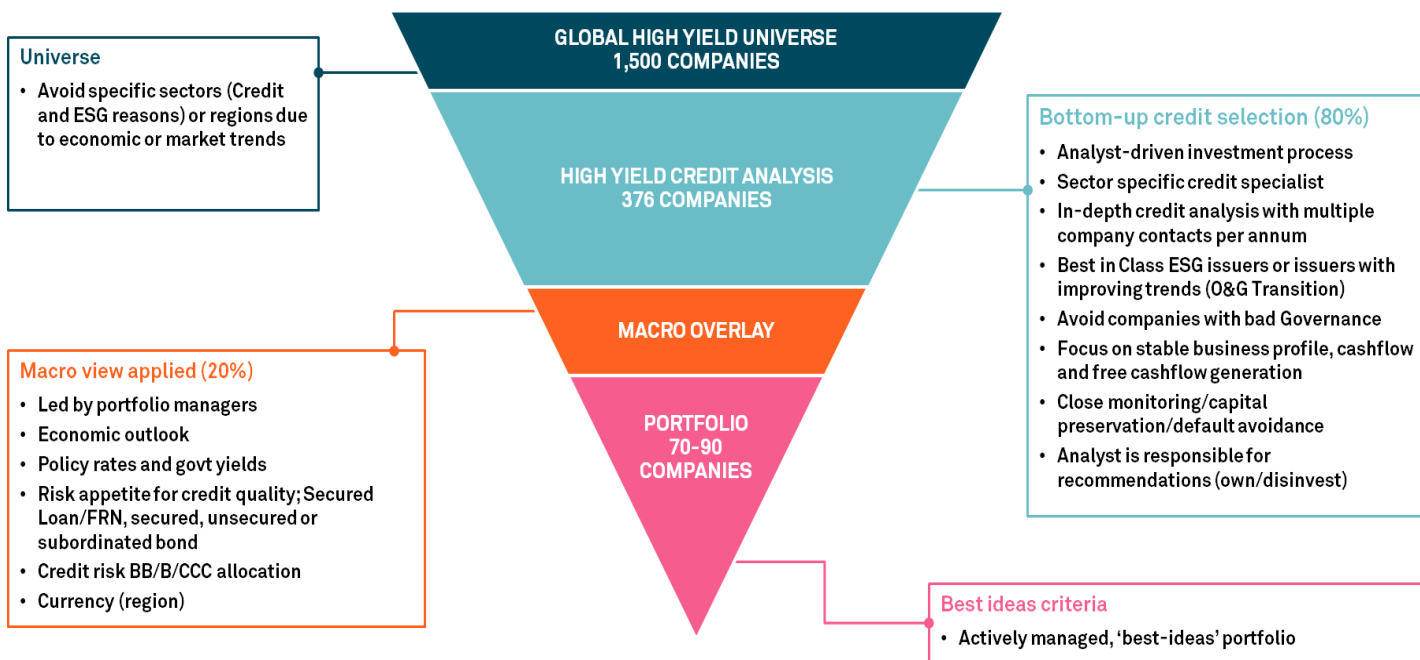 GLOBAL HIGH YIELD UNIVERSE
1,500 COMPANIES
Universe
• Avoid specific sectors (Credit
and ESG reasons) or regions due
to economic or market trends
HIGH YIELD CREDIT ANALYSIS
376 COMPANIES
Bottom-up credit selection (80%)
• Analyst-driven investment process
• Sector specific credit specialist
• In-depth credit analysis with multiple
company contacts per annum
• Best in Class ESG issuers or issuers with
improving trends (O&G Transition)
• Avoid companies with bad Governance
• Focus on stable business profile, cashflow
and free cashflow generation
• Close monitoring/capital
preservation/default avoidance
• Analyst is responsible for
recommendations (own/disinvest)
MACRO OVERLAY
Macro view applied (20%)
• Led by portfolio managers
• Economic outlook
• Policy rates and govt yields
• Risk appetite for credit quality; Secured
Loan/FRN, secured, unsecured or
subordinated bond
• Credit risk BB/B/CCC allocation
• Currency (region)
PORTFOLIO
70-90
COMPANIES
Best ideas criteria
• Actively managed, ‘best-ideas’ portfolio